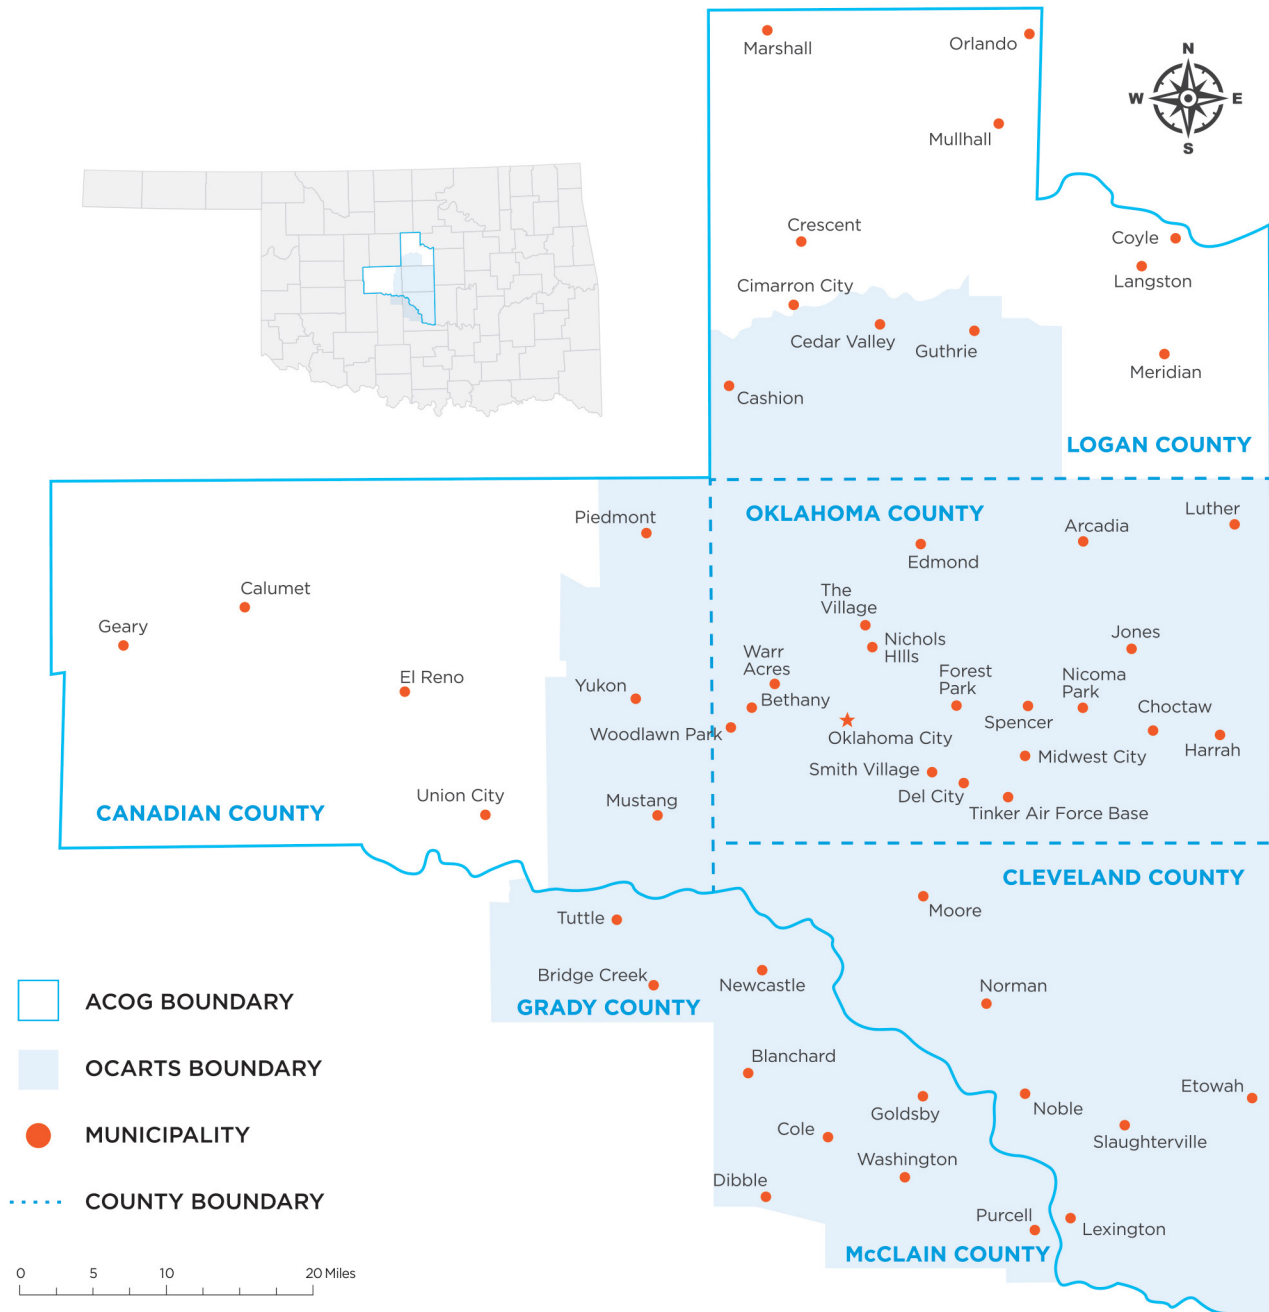 Marshall
Orlando
N
W
E
S
Mullhall
Crescent
Coyle
Langston
Cimarron City
Cedar Valley
Guthrie
Meridian
Cashion
LOGAN COUNTY
Piedmont
OKLAHOMA COUNTY
Luther
Arcadia
Edmond
Calumet
The
Village
Geary
Nichols
HIlls
Jones
Warr
Acres
El Reno
Forest
Park
Nicoma
Park
Yukon
Bethany
Spencer
Choctaw
Woodlawn Park
Oklahoma City
Harrah
Midwest City
Smith Village
Union City
Mustang
Del City
CANADIAN COUNTY
Tinker Air Force Base
CLEVELAND COUNTY
Moore
Tuttle
Bridge Creek
Newcastle
Norman
GRADY COUNTY
ACOG BOUNDARY
OCARTS BOUNDARY
Blanchard
Etowah
Goldsby
Noble
Cole
Slaughterville
MUNICIPALITY
Washington
Dibble
COUNTY BOUNDARY
Purcell
Lexington
McCLAIN COUNTY
0 5 10 20 Miles